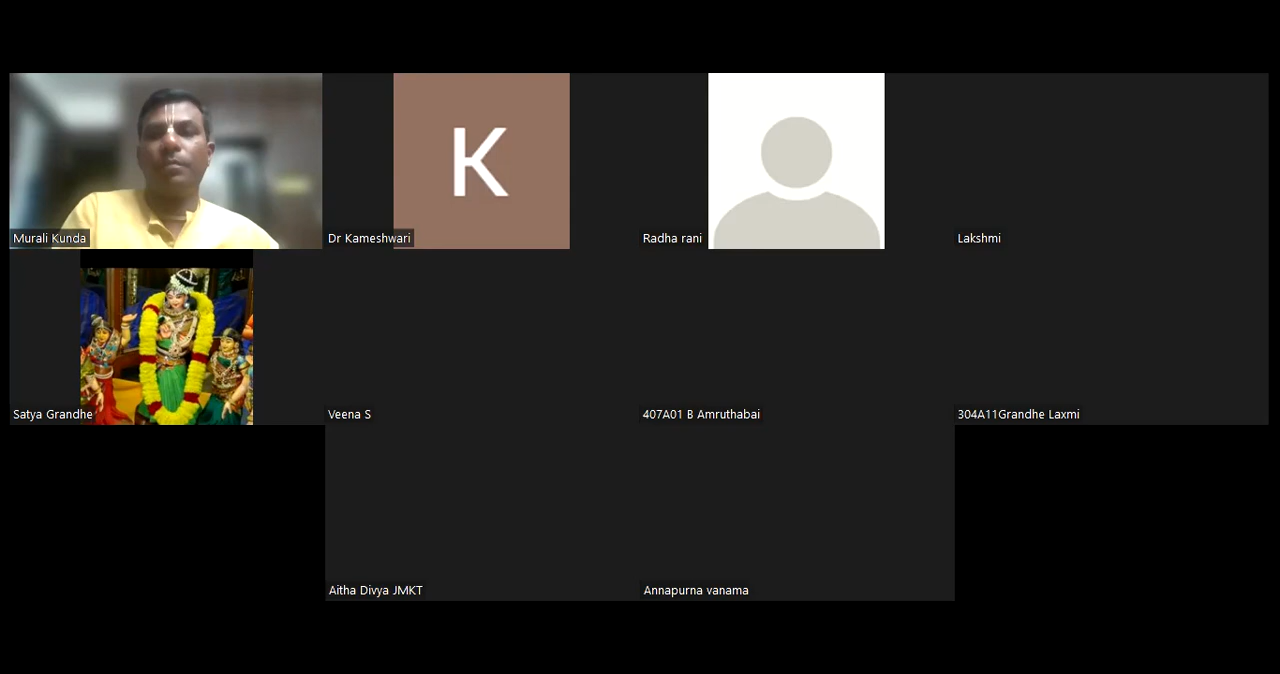 Murali Kunda
K
Dr Kameshwari
Radha rani
Lakshmi
Satya Grandhe
Veena S
407A01 B Amruthabai
304A11Grandhe Laxmi
Aitha Divya JMKT
Annapurna vanama